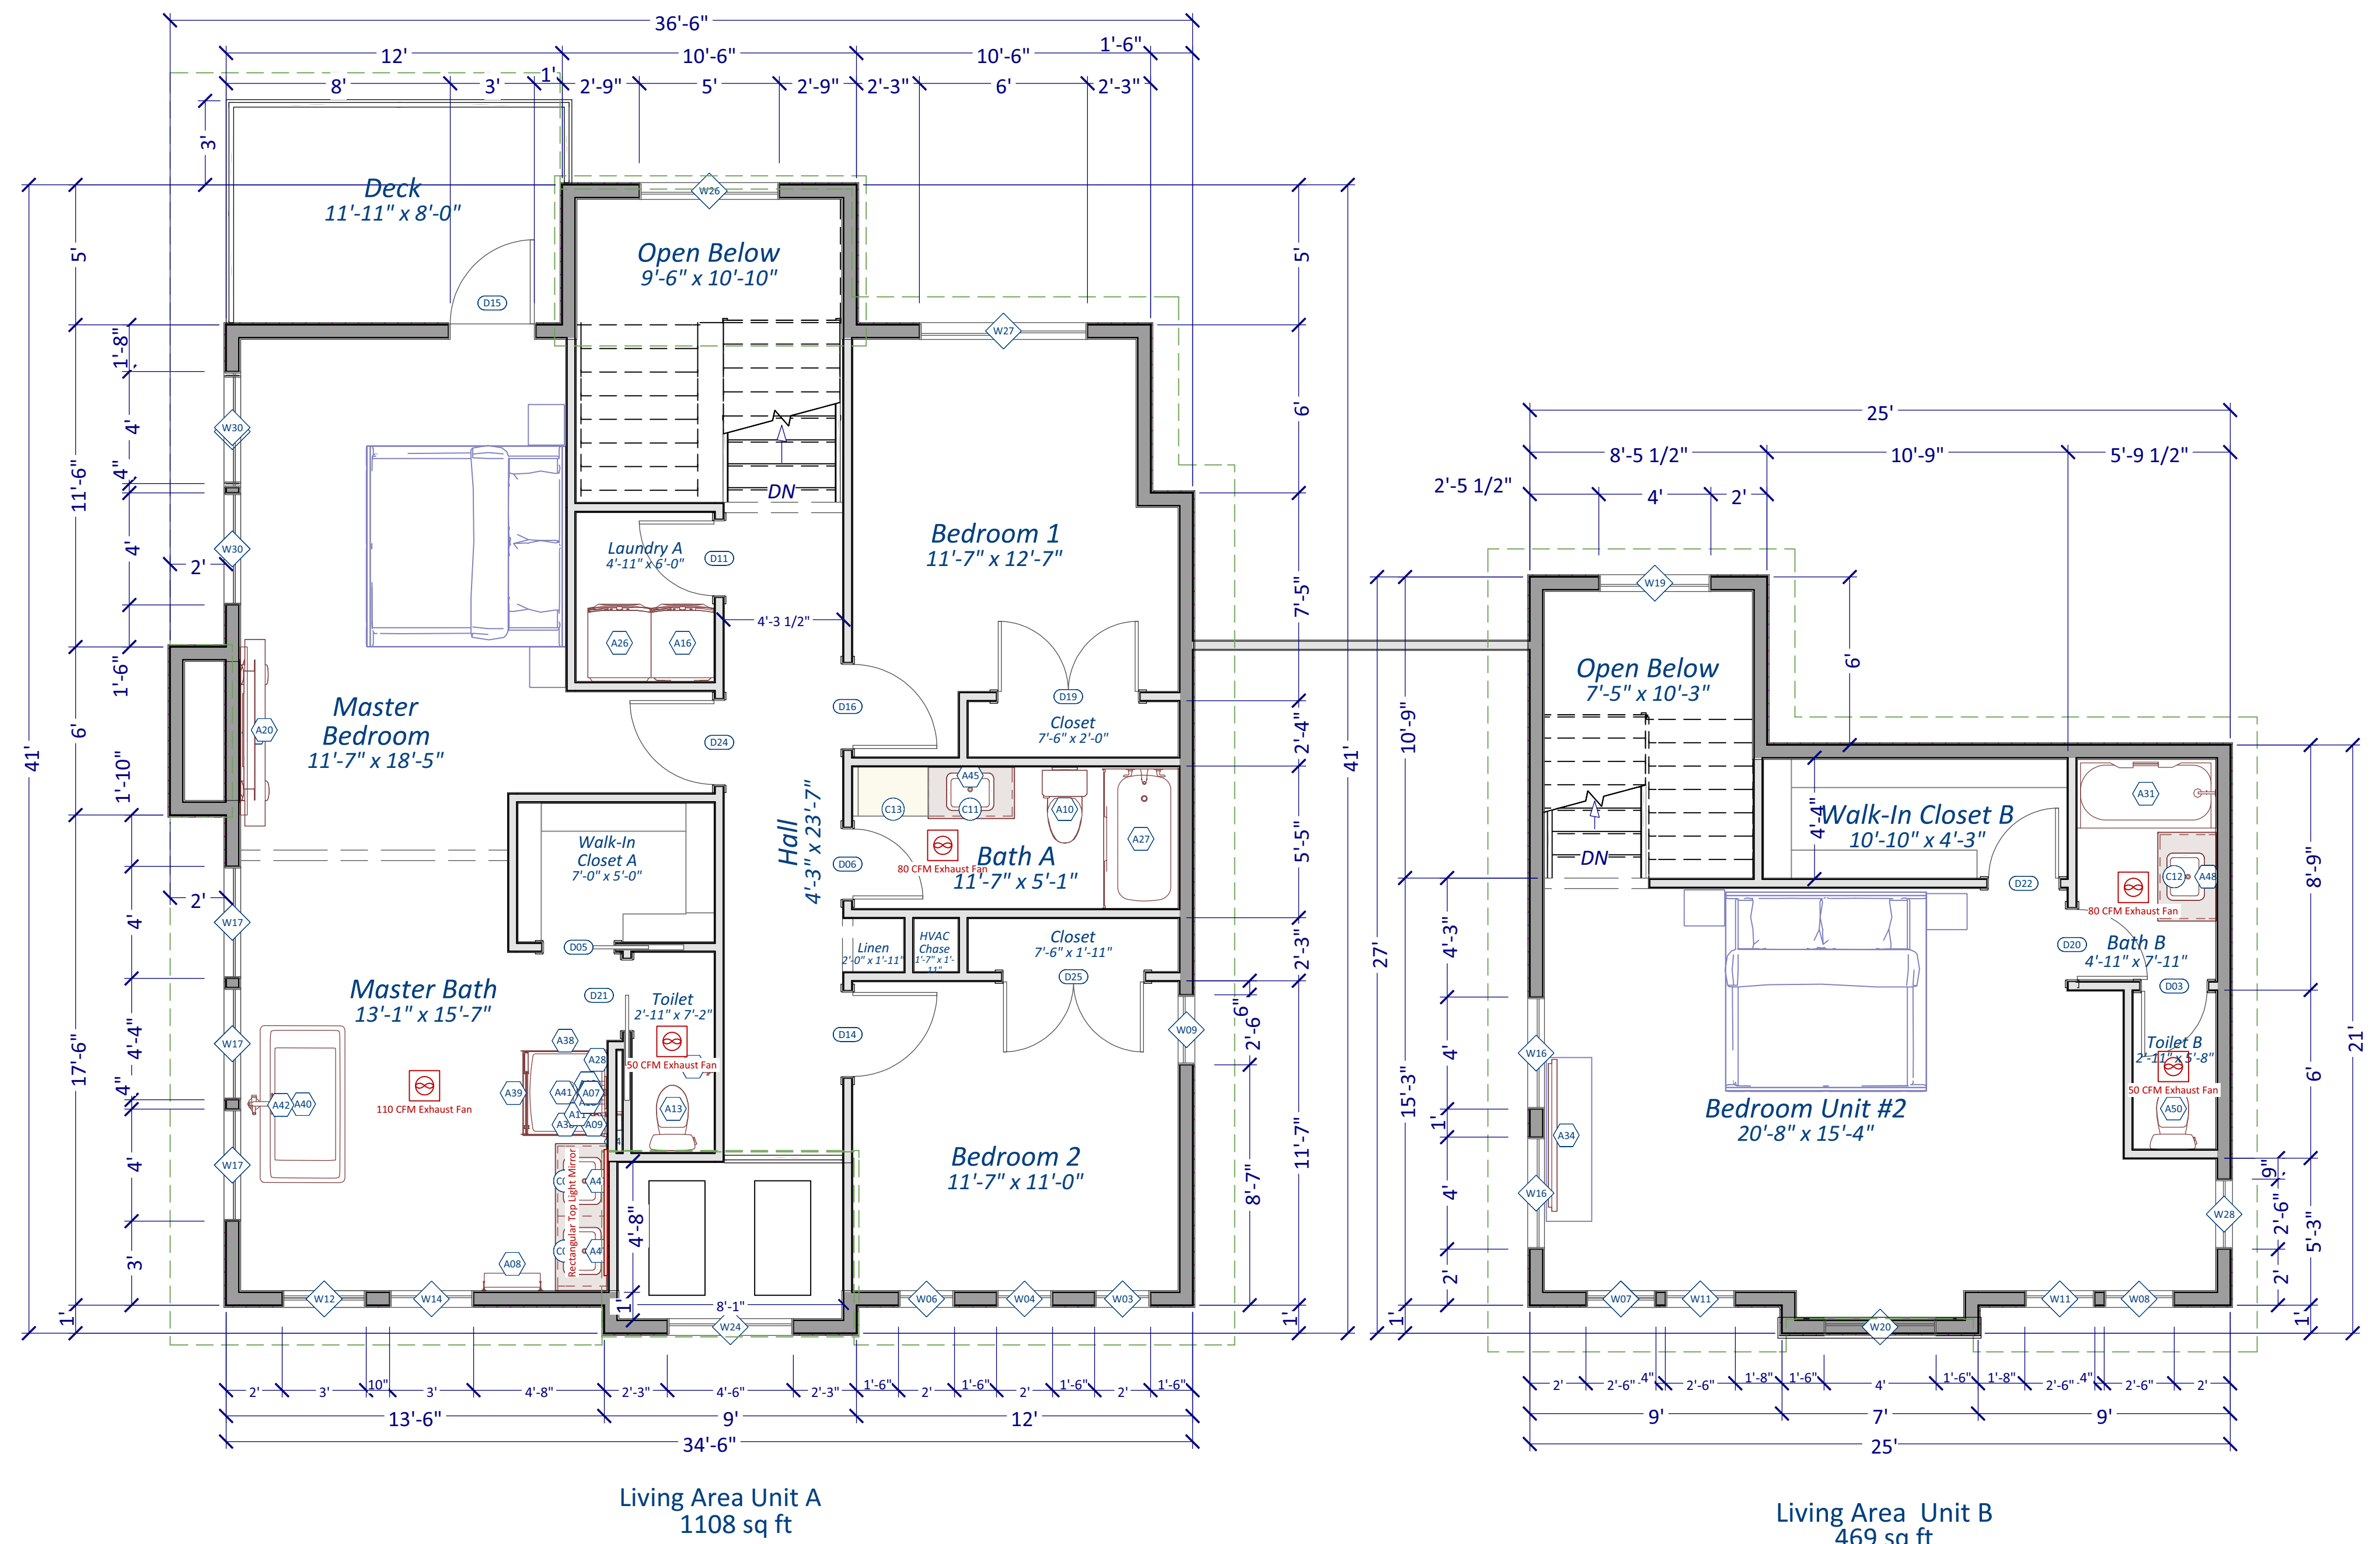 36'-6"
12'
10'-6"
10'-6"
1'-6"
8'
3'
1'
2'-9"
5'
2'-9"
2'-3"
6'
2'-3"
3'
Deck
11'-11" x 8'-0"
W26
Open Below
9'-6" x 10'-10"
5'
5'
D15
W27
1'-8"
4'
4"
4'
11'-6"
41'
W30
W30
2'
6'
DN
Bedroom 1
11'-7" x 12'-7"
Laundry A
4'-11" x 6'-0"
D11
A26
A16
4'-3 1/2"
7'-5"
41'
1'-6"
6'
1'-10"
A20
Master
Bedroom
11'-7" x 18'-5"
D24
D16
D19
Closet
7'-6" x 2'-0"
2'-4"
Hall
4'-3" x 23'-7"
A45
C13
C11
A10
A27
D06
80 CFM Exhaust Fan
Bath A
11'-7" x 5'-1"
5'-5"
Walk-In
Closet A
7'-0" x 5'-0"
2'
4'
W17
D05
Linen
2'-0" x 1'-11"
HVAC
Chase
1'-7" x 1'-
11"
Closet
7'-6" x 1'-11"
D25
2'-3"
Master Bath
13'-1" x 15'-7"
D21
Toilet
2'-11" x 7'-2"
50 CFM Exhaust Fan
D14
W09
6"
2'-6"
17'-6"
4'-4"
4"
4'
3'
W17
W17
A38
A28
A39
A41
A07
A11
A09
A13
A42
A40
110 CFM Exhaust Fan
Rectangular Top Light Mirror
A4
A4
A08
4'-8"
Bedroom 2
11'-7" x 11'-0"
8'-7"
11'-7"
1'
W12
W14
1'
8'-1"
W24
W06
W04
W03
1'
2'
3'
10"
3'
4'-8"
2'-3"
4'-6"
2'-3"
1'-6"
2'
1'-6"
2'
1'-6"
2'
1'-6"
13'-6"
9'
12'
34'-6"
Living Area Unit A
1108 sq ft
25'
8'-5 1/2"
10'-9"
5'-9 1/2"
2'-5 1/2"
4'
2'
W19
Open Below
7'-5" x 10'-3"
6'
10'-9"
27'
DN
4'-4"
Walk-In Closet B
10'-10" x 4'-3"
D22
A31
C12
A48
80 CFM Exhaust Fan
8'-9"
D20
Bath B
4'-11" x 7'-11"
D03
21'
4'-3"
4'
1'
4'
2'
15'-3"
1'
W16
W16
A34
Bedroom Unit #2
20'-8" x 15'-4"
Toilet B
2'-11" x 5'-8"
50 CFM Exhaust Fan
A50
6'
9"
2'-6"
2'
5'-3"
1'
W28
W07
W11
W20
W11
W08
2'
2'-6"
4"
2'-6"
1'-8"
1'-6"
4'
1'-6"
1'-8"
2'-6"
4"
2'-6"
2'
9'
7'
9'
25'
Living Area Unit B
469 sq ft